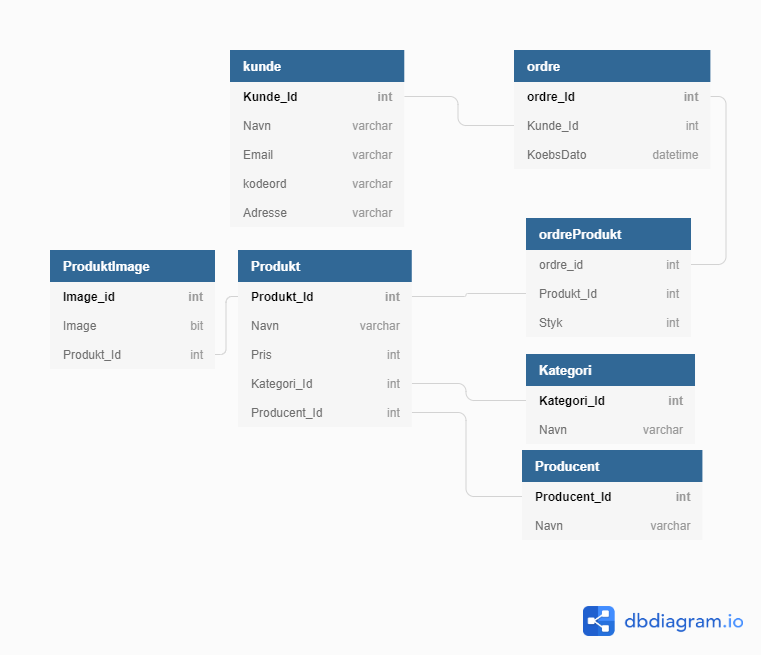 kunde
Kunde_Id int
Navn varchar
Email varchar
kodeord varchar
Adresse varchar
ordre
ordre_Id int
Kunde_Id int
KoebsDato datetime
ProduktImage
Image_id int
Image bit
Produkt_Id int
Produkt
Produkt_Id int
Navn varchar
Pris int
Kategori_Id int
Producent_Id int
ordreProdukt
ordre_id int
Produkt_Id int
Styk int
Kategori
Kategori_Id int
Navn varchar
Producent
Producent_Id int
Navn varchar
dbdiagram.io